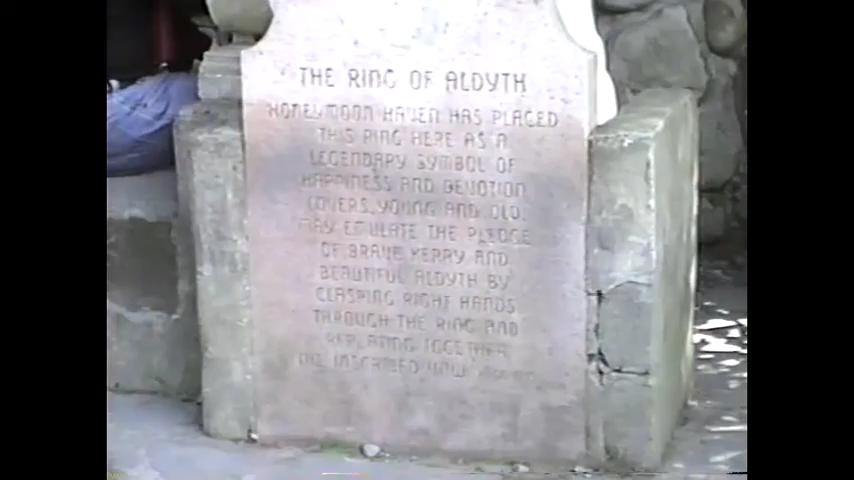 THE RING OF ALDYTH
HONEYMOON HAVEN HAS PLACED
THIS RING HERE AS A
LEGENDARY SYMBOL OF
HAPPINESS AND DEVOTION
LOVERS, YOUNG AND OLD,
MAY EMULATE THE PLEDGE
OF BRAVE KERRY AND
BEAUTIFUL ALDYTH BY
CLASPING RIGHT HANDS
THROUGH THE RING AND
REPEATING TOGETHER
THE INSCRIBED VOW